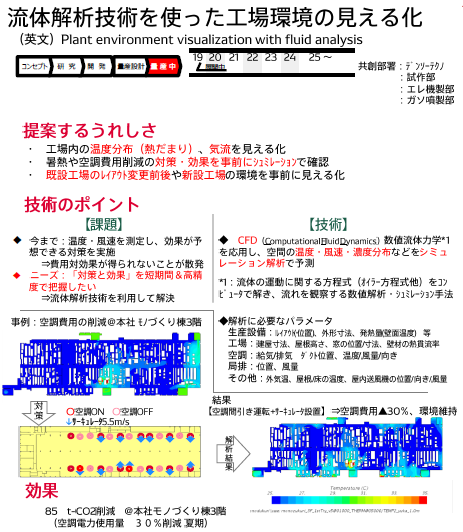 流体解析技術を使った工場環境の見える化
（英文）Plant environment visualization with fluid analysis
コンセプト 研究 開発 量産設計 量産中
19 20 21 22 23 24 25～
展開中
共創部署：デンソーテクノ
：試作部
：エレ機製部
：ガソ噴製部
提案するうれしさ
・ 工場内の温度分布（熱だまり）、気流を見える化
・ 暑熱や空調費用削減の対策・効果を事前にｼｭﾐﾚｰｼｮﾝで確認
・ 既設工場のﾚｲｱｳﾄ変更前後や新設工場の環境を事前に見える化
技術のポイント
【課題】
◆ 今まで：温度・風速を測定し、効果が予
想できる対策を実施
⇒費用対効果が得られないことが散発
◆ ニーズ：「対策と効果」を短期間＆高精
度で把握したい
⇒流体解析技術を利用して解決
【技術】
◆ CFD（Computational Fluid Dynamics）数値流体力学*1
を応用し、空間の温度・風速・濃度分布などをシミュ
レーション解析で予測
*1：流体の運動に関する方程式（ｵｲﾗｰ方程式他）をｺﾝ
ﾋﾟｭｰﾀで解き、流れを観察する数値解析・ｼｭﾐﾚｰｼｮﾝ手法
事例：空調費用の削減＠本社 ﾓﾉづくり棟3階
◆解析に必要なパラメータ
生産設備：ﾚｲｱｳﾄ(位置)、外形寸法、発熱量(壁面温度) 等
工場：建屋寸法、屋根高さ、窓の位置/寸法、壁材の熱貫流率
空調：給気/排気 ﾀﾞｸﾄ位置、温度/風量/向き
局排：位置、風量
その他：外気温、屋根/床の温度、屋内送風機の位置/向き/風量
対策
〇空調ON 〇空調OFF
↓ｻｰｷｭﾚｰﾀ5.5m/s
結果
【空調間引き運転+ｻｰｷｭﾚｰﾀ設置】⇒空調費用▲30％、環境維持
解析結果
Temperature (C)
効果
85 t-CO2削減 ＠本社モノづくり棟3階
（空調電力使用量 ３０％削減 夏期）